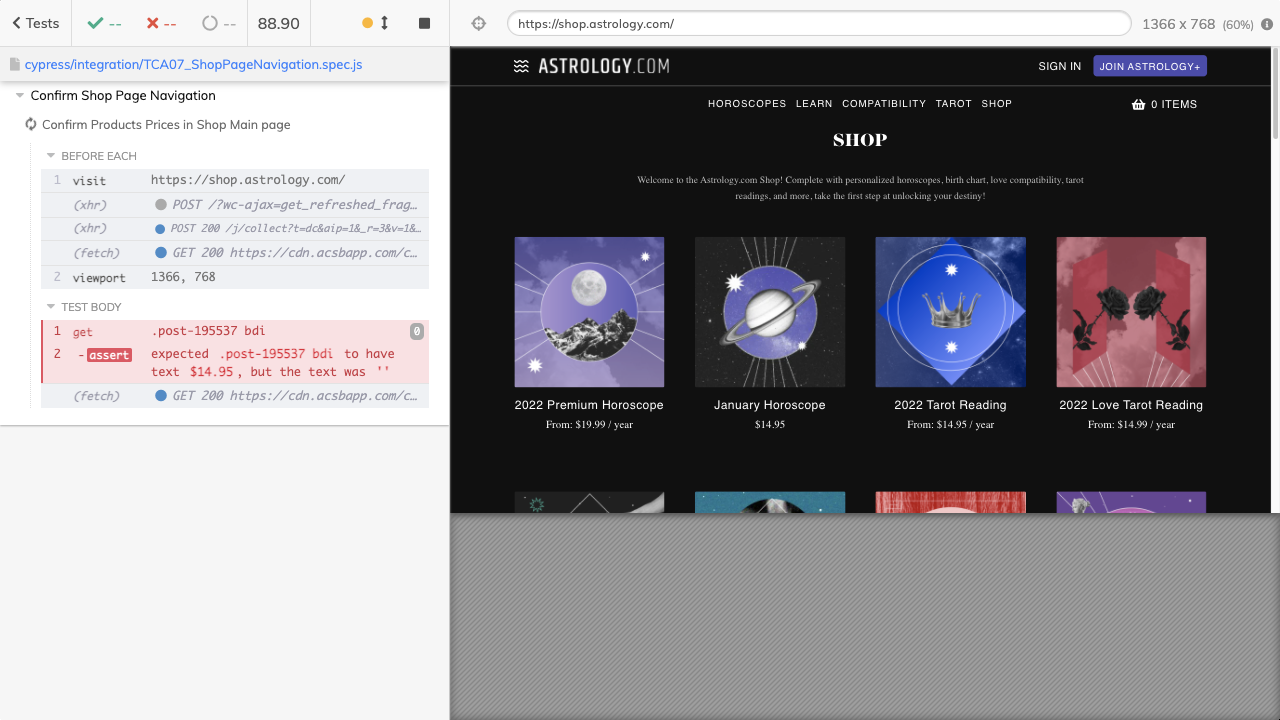 Tests
--
--
--
88.90
https://shop.astrology.com/
1366 x 768 (60%)
cypress/integration/TCA07_ShopPageNavigation.spec.js
Confirm Shop Page Navigation
Confirm Products Prices in Shop Main page
BEFORE EACH
1 visit https://shop.astrology.com/
(xhr) POST /?wc-ajax=get_refreshed_frag…
(xhr) POST 200 /j/collect?t=dc&aip=1&_r=3&v=1&…
(fetch) GET 200 https://cdn.acsbapp.com/c…
2 viewport 1366, 768
TEST BODY
1 get .post-195537 bdi 0
2 -assert expected .post-195537 bdi to have
text $14.95, but the text was ''
(fetch) GET 200 https://cdn.acsbapp.com/c…
ASTROLOGY.COM
SIGN IN
JOIN ASTROLOGY+
HOROSCOPES LEARN COMPATIBILITY TAROT SHOP
0 ITEMS
SHOP
Welcome to the Astrology.com Shop! Complete with personalized horoscopes, birth chart, love compatibility, tarot
readings, and more, take the first step at unlocking your destiny!
2022 Premium Horoscope
From: $19.99 / year
January Horoscope
$14.95
2022 Tarot Reading
From: $14.95 / year
2022 Love Tarot Reading
From: $14.99 / year